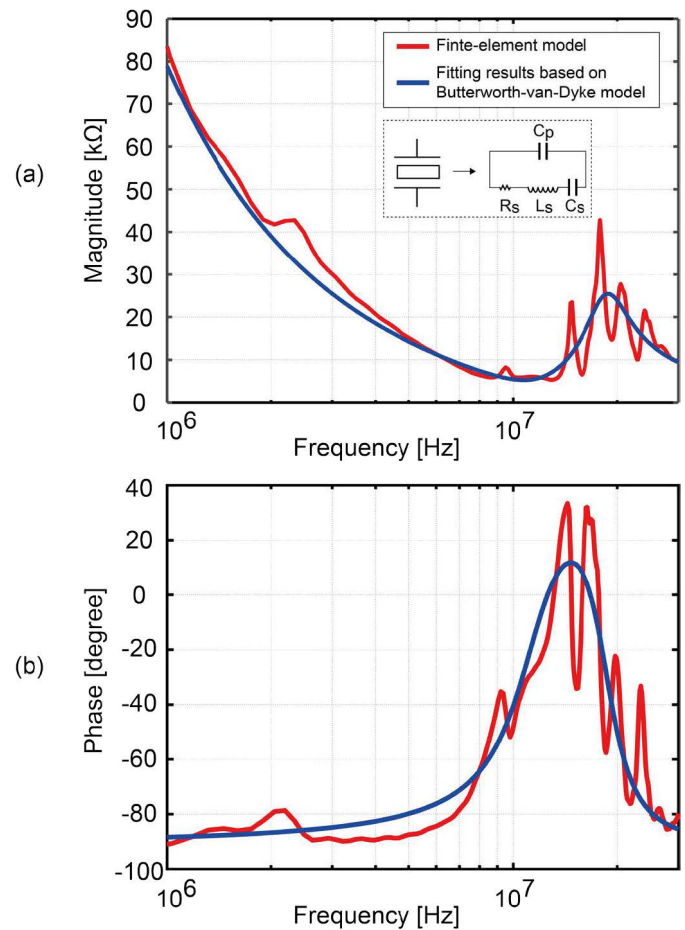 (a)
Magnitude [kΩ]
90
80
70
60
50
40
30
20
10
0
Finte-element model
Fitting results based on
Butterworth-van-Dyke model
Cp
Rs Ls Cs
10^6 10^7
Frequency [Hz]
(b)
Phase [degree]
40
20
0
-20
-40
-60
-80
-100
10^6 10^7
Frequency [Hz]